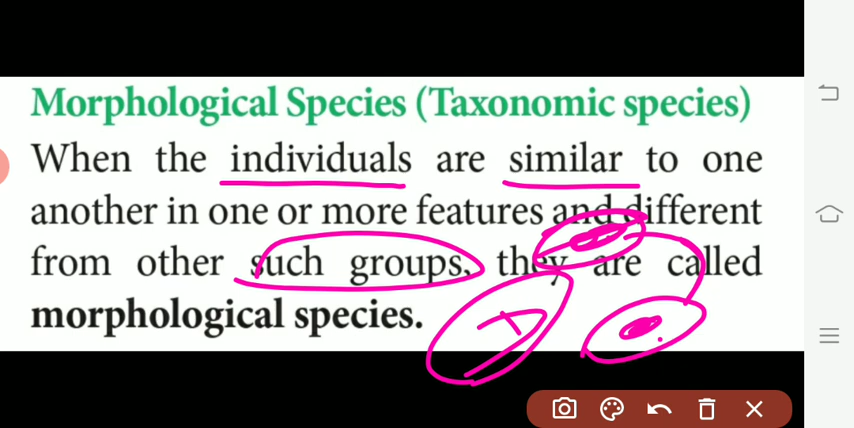 Morphological Species (Taxonomic species)
When the individuals are similar to one
another in one or more features and different
from other such groups, they are called
morphological species.